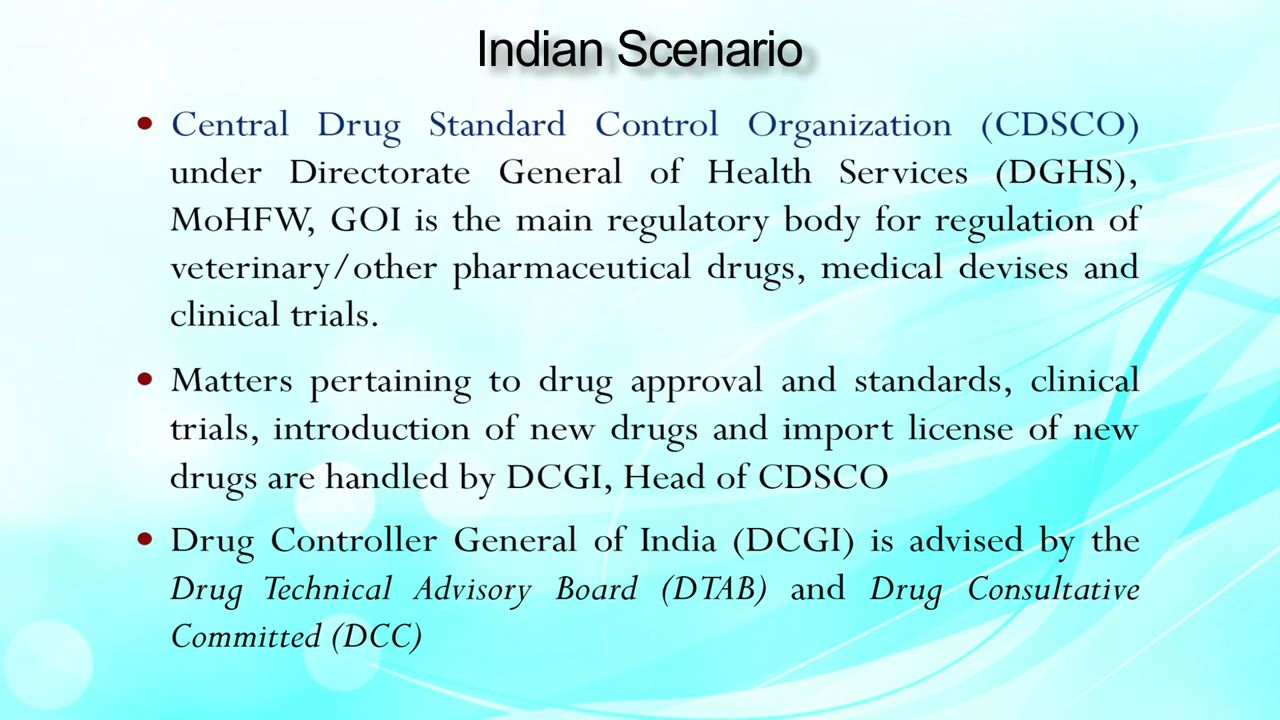 Indian Scenario
• Central Drug Standard Control Organization (CDSCO)
under Directorate General of Health Services (DGHS),
MoHFW, GOI is the main regulatory body for regulation of
veterinary/other pharmaceutical drugs, medical devises and
clinical trials.
• Matters pertaining to drug approval and standards, clinical
trials, introduction of new drugs and import license of new
drugs are handled by DCGI, Head of CDSCO
• Drug Controller General of India (DCGI) is advised by the
Drug Technical Advisory Board (DTAB) and Drug Consultative
Committed (DCC)